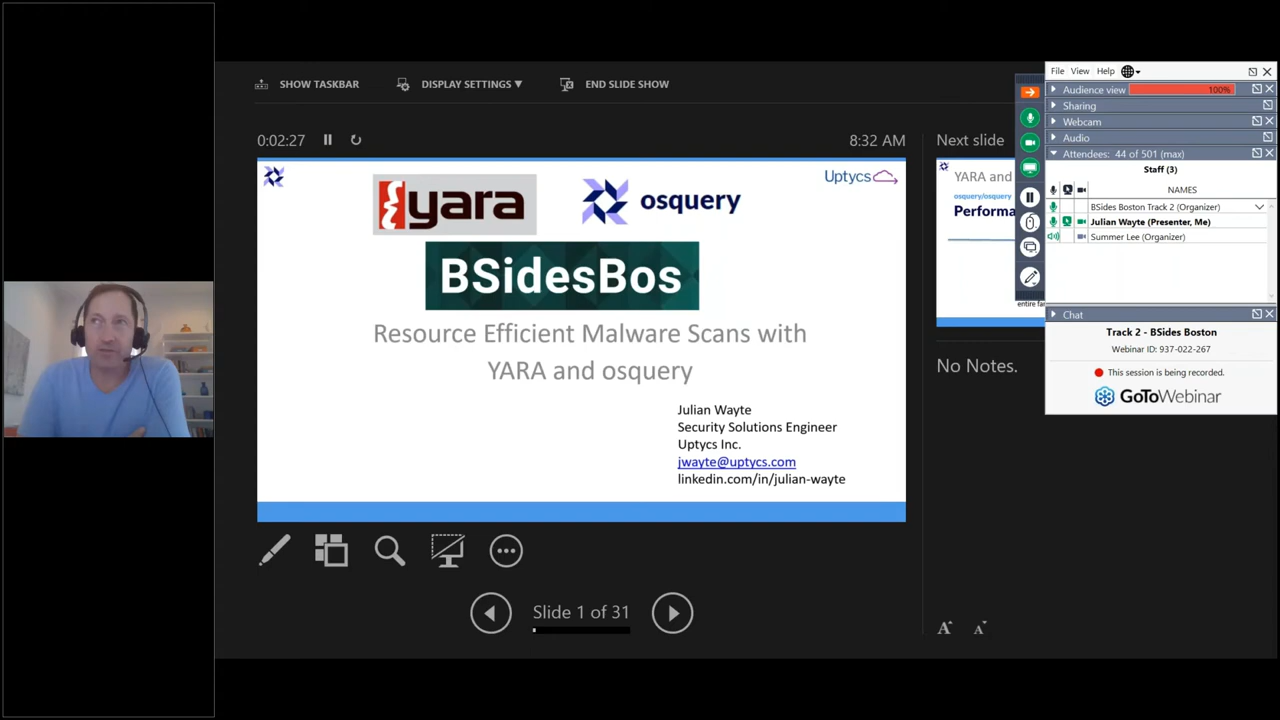 SHOW TASKBAR
DISPLAY SETTINGS ▼
END SLIDE SHOW
0:02:27
8:32 AM
yara
osquery
Uptycs
BSidesBos
Resource Efficient Malware Scans with
YARA and osquery
Julian Wayte
Security Solutions Engineer
Uptycs Inc.
jwayte@uptycs.com
linkedin.com/in/julian-wayte
Slide 1 of 31
Next slide
YARA and
osquery/osquery
Performa
entire fa
No Notes.
A A
File View Help
Audience view 100%
Sharing
Webcam
Audio
Attendees: 44 of 501 (max)
Staff (3)
NAMES
BSides Boston Track 2 (Organizer)
Julian Wayte (Presenter, Me)
Summer Lee (Organizer)
Chat
Track 2 - BSides Boston
Webinar ID: 937-022-267
This session is being recorded.
GoToWebinar